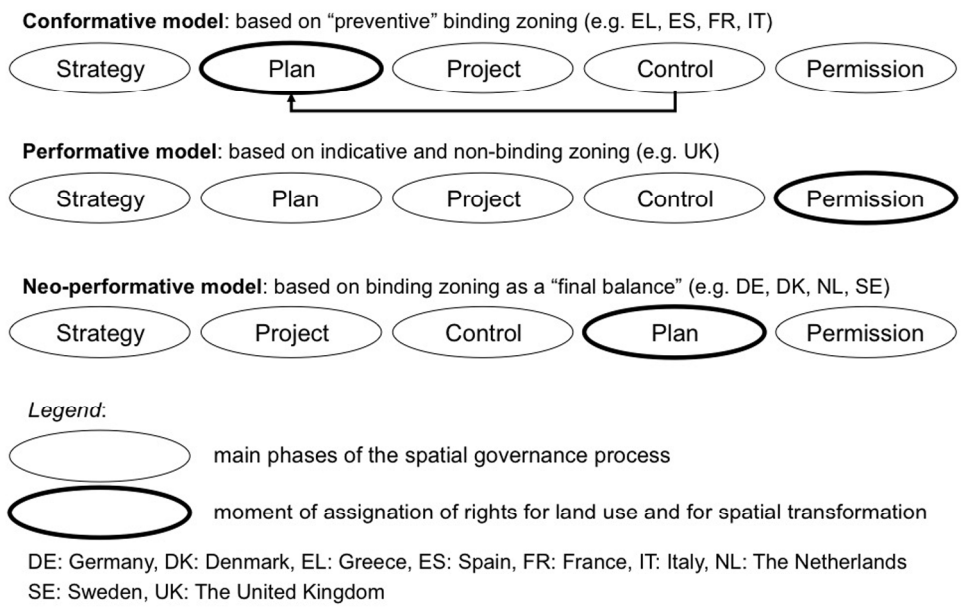 Conformative model: based on “preventive” binding zoning (e.g. EL, ES, FR, IT)
Strategy Plan Project Control Permission
Performative model: based on indicative and non-binding zoning (e.g. UK)
Strategy Plan Project Control Permission
Neo-performative model: based on binding zoning as a “final balance” (e.g. DE, DK, NL, SE)
Strategy Project Control Plan Permission
Legend:
main phases of the spatial governance process
moment of assignation of rights for land use and for spatial transformation
DE: Germany, DK: Denmark, EL: Greece, ES: Spain, FR: France, IT: Italy, NL: The Netherlands
SE: Sweden, UK: The United Kingdom